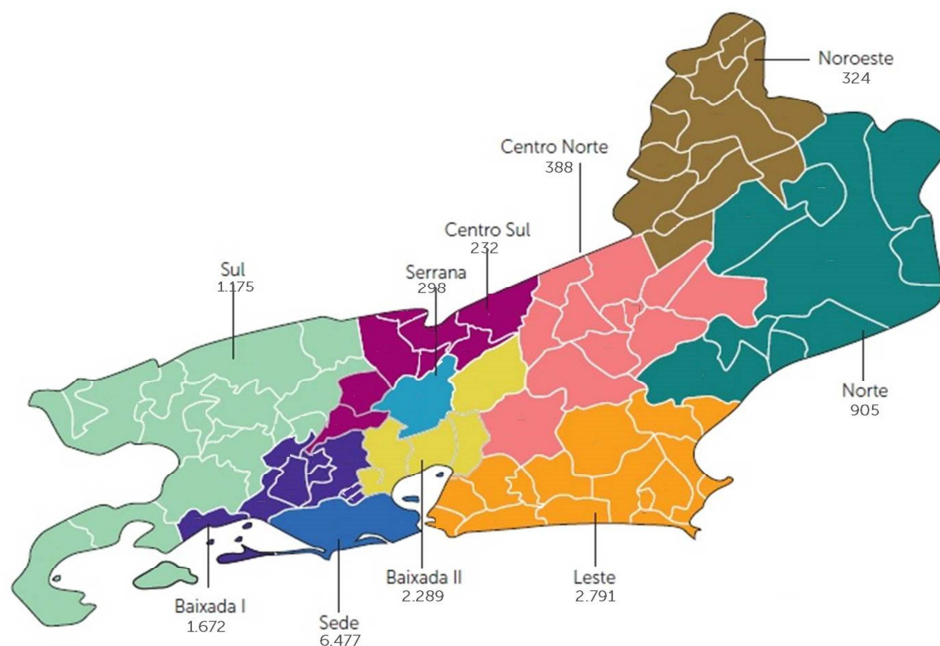 Noroeste
324
Centro Norte
388
Centro Sul
232
Sul
1.175
Serrana
298
Norte
905
Baixada II
2.289
Leste
2.791
Baixada I
1.672
Sede
6.477